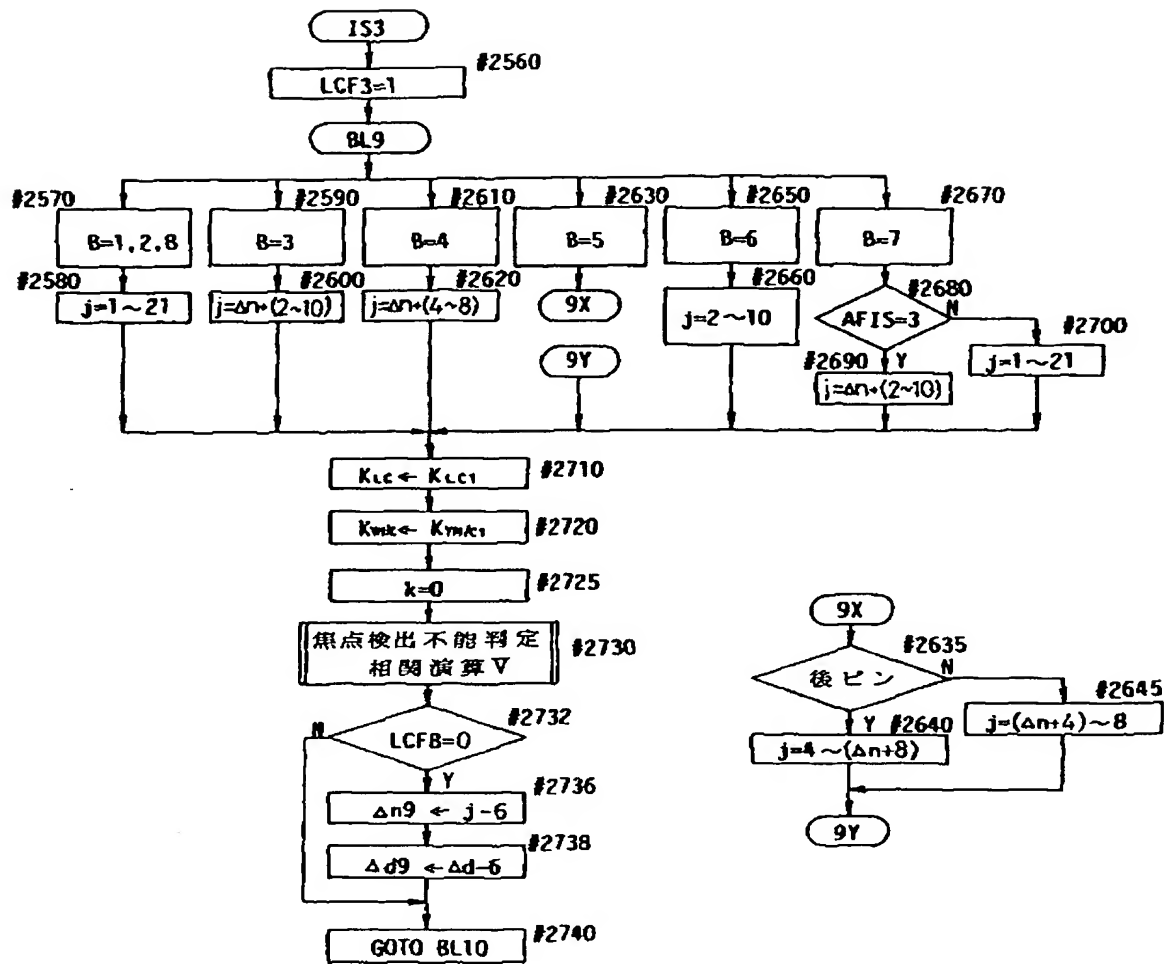 IS3
#2560
LCF3=1
BL9
#2570
B=1,2,8
#2590
B=3
#2610
B=4
#2630
B=5
#2650
B=6
#2670
B=7
#2580
j=1~21
#2600
j=Δn+(2~10)
#2620
j=Δn+(4~8)
9X
9Y
#2660
j=2~10
#2680
AFIS=3
N
Y
#2690
j=Δn+(2~10)
#2700
j=1~21
KLC←KLC1
#2710
#2720
k=0
#2725
焦点検出不能判定
相関演算∇
#2730
#2732
LCFB=0
N
Y
#2736
Δn9 ← j-6
#2738
Δd9 ←Δd-6
GOTO BL10
#2740
9X
#2635
後ピン
N
Y
#2640
j=4~(Δn+8)
#2645
j=(Δn+4)~8
9Y